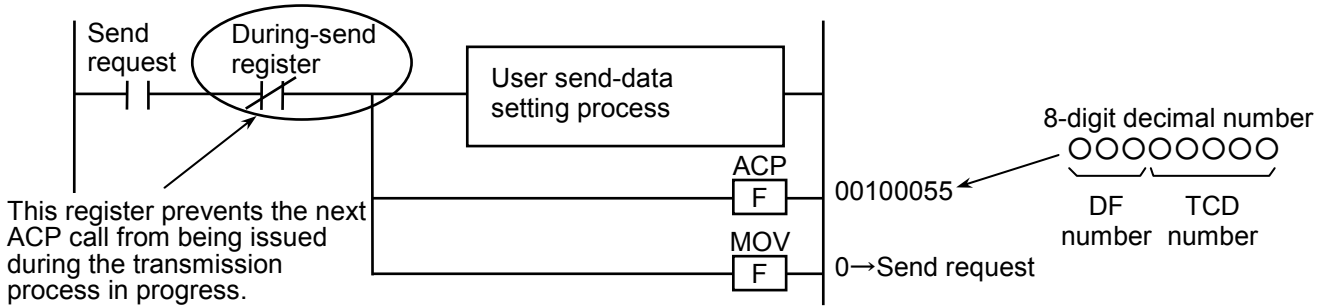 Send
request
During-send
register
User send-data
setting process
8-digit decimal number
○○○○○○○○
ACP
F
00100055
DF
number
TCD
number
This register prevents the next
ACP call from being issued
during the transmission
process in progress.
MOV
F
0→Send request